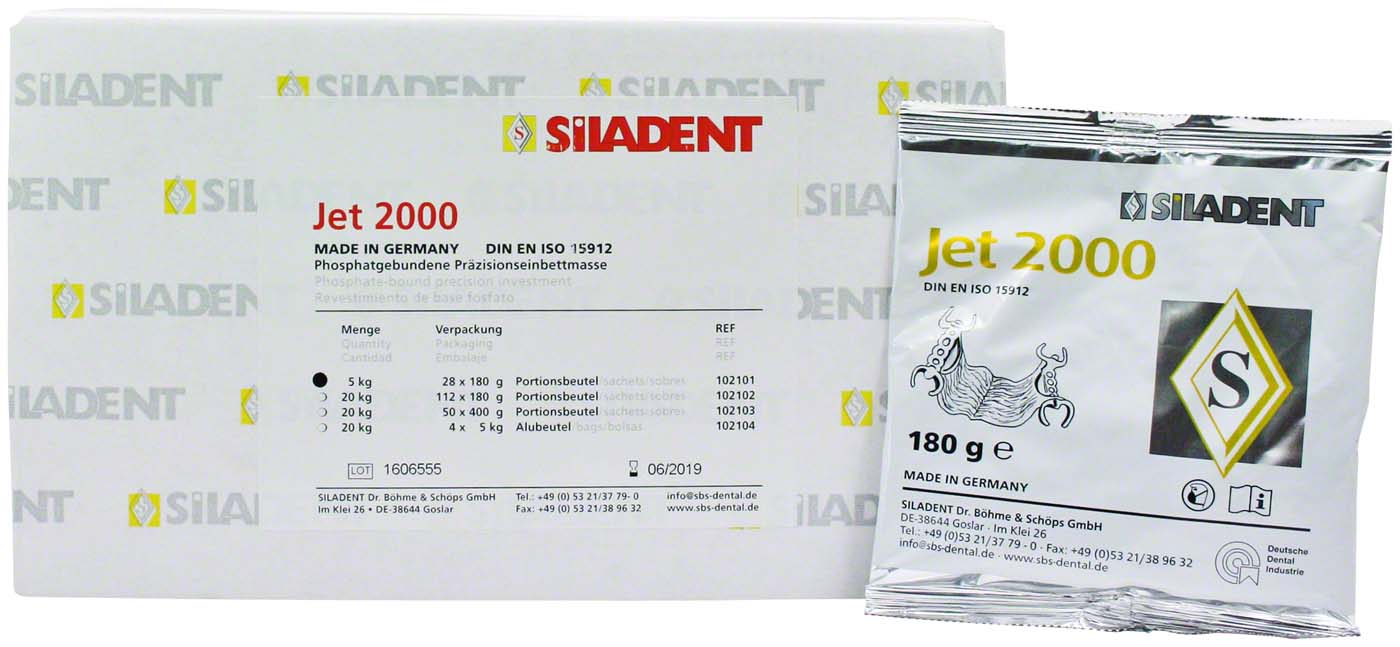 SILADENT
SILADENT
SILADENT
SILADENT
SILADENT
Jet 2000
MADE IN GERMANY DIN EN ISO 15912
Phosphatgebundene Präzisionseinbettmasse
Phosphate-bound precision investment
Revestimiento de base fosfato
Menge Verpackung REF
Quantity Packaging REF
Cantidad Embalaje REF
5 kg 28 x 180 g Portionsbeutel/sachets/sobres 102101
20 kg 112 x 180 g Portionsbeutel/sachets/sobres 102102
20 kg 50 x 400 g Portionsbeutel/sachets/sobres 102103
20 kg 4 x 5 kg Alubeutel/bags/bolsas 102104
LOT 1606555 06/2019
SILADENT Dr. Böhme & Schöps GmbH Tel.: +49 (0) 53 21/37 79- 0 info@sbs-dental.de
Im Klei 26 • DE-38644 Goslar Fax: +49 (0) 53 21/38 96 32 www.sbs-dental.de
S SILADENT
Jet 2000
DIN EN ISO 15912
S
180 g e
MADE IN GERMANY
SILADENT Dr. Böhme & Schöps GmbH
DE-38644 Goslar · Im Klei 26
Tel.: +49 (0)53 21/37 79 - 0 · Fax: +49 (0)53 21/38 96 32
info@sbs-dental.de · www.sbs-dental.de
Deutsche
Dental
Industrie